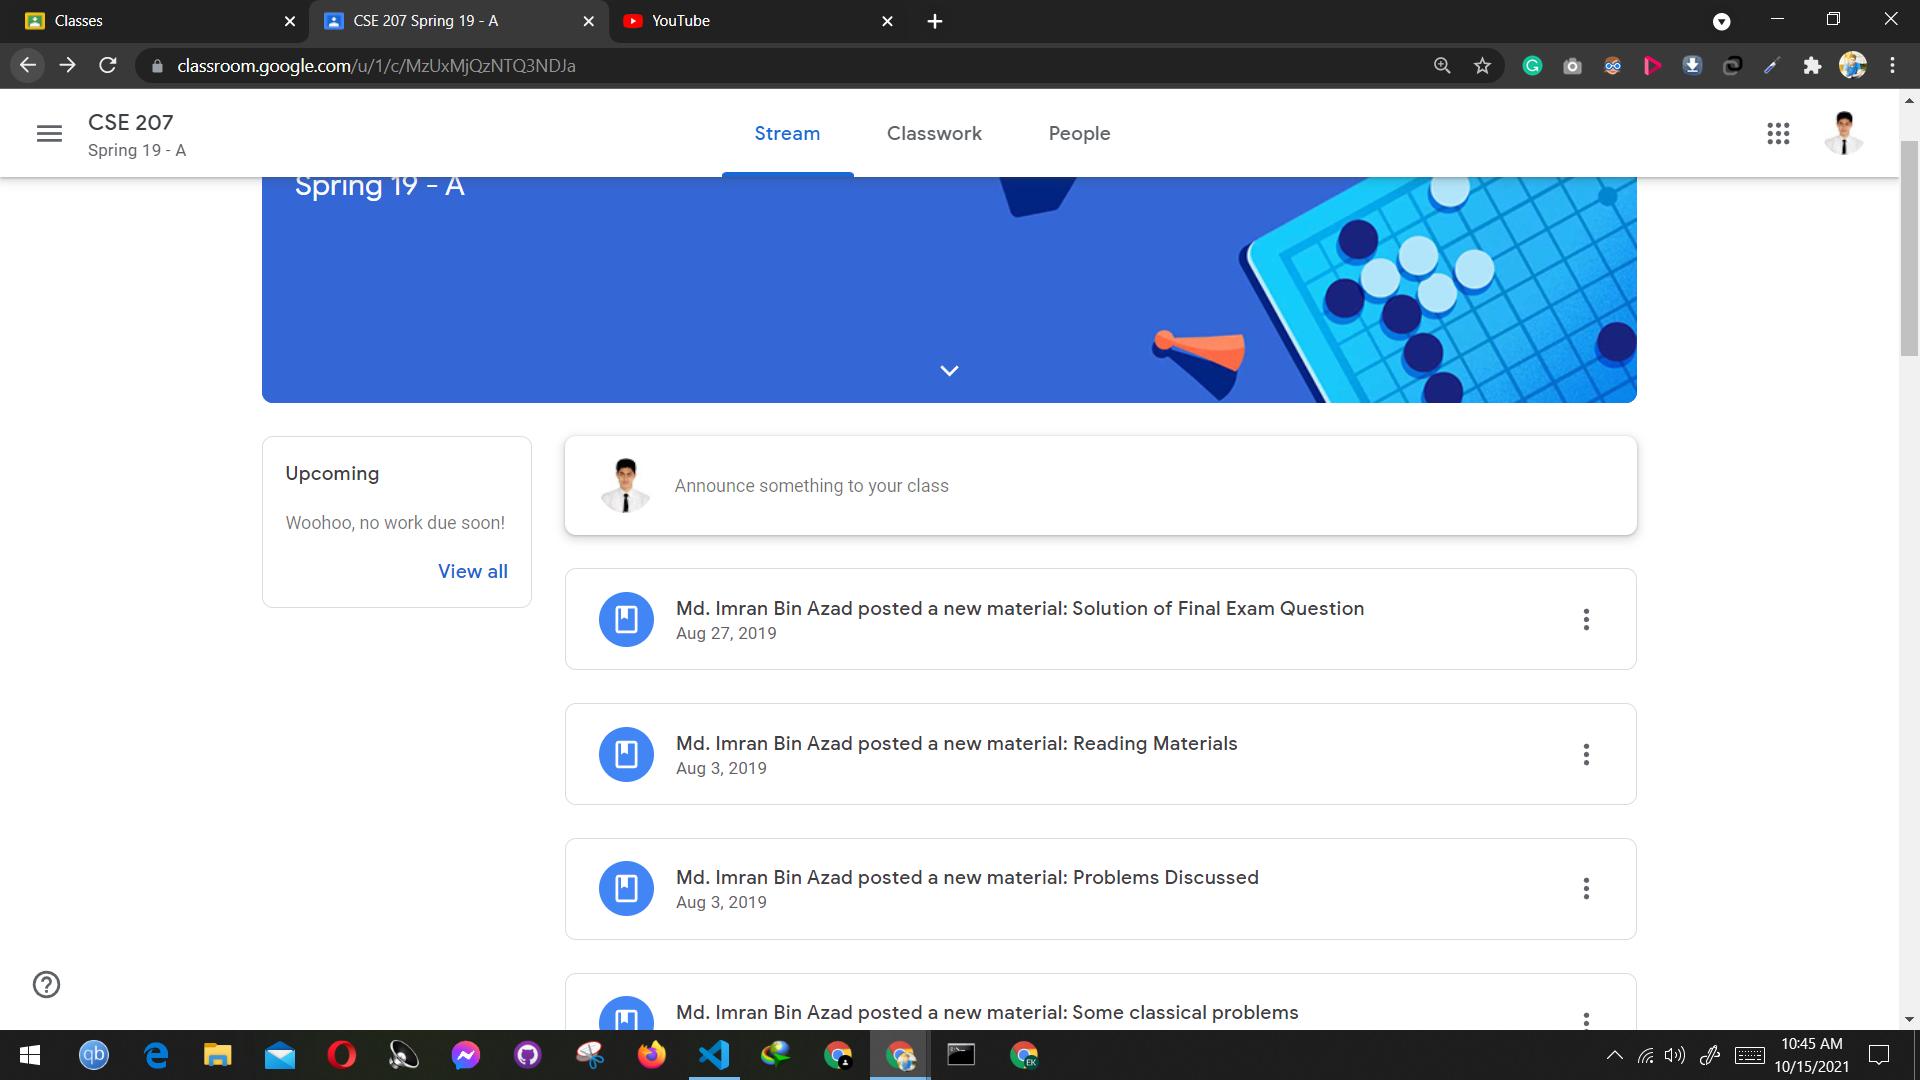 Classes
CSE 207 Spring 19 - A
YouTube
classroom.google.com/u/1/c/MzUxMjQzNTQ3NDJa
CSE 207
Spring 19 - A
Stream
Classwork
People
Spring 19 - A
Upcoming
Woohoo, no work due soon!
View all
Announce something to your class
Md. Imran Bin Azad posted a new material: Solution of Final Exam Question
Aug 27, 2019
Md. Imran Bin Azad posted a new material: Reading Materials
Aug 3, 2019
Md. Imran Bin Azad posted a new material: Problems Discussed
Aug 3, 2019
Md. Imran Bin Azad posted a new material: Some classical problems
qb
EK
10:45 AM
10/15/2021